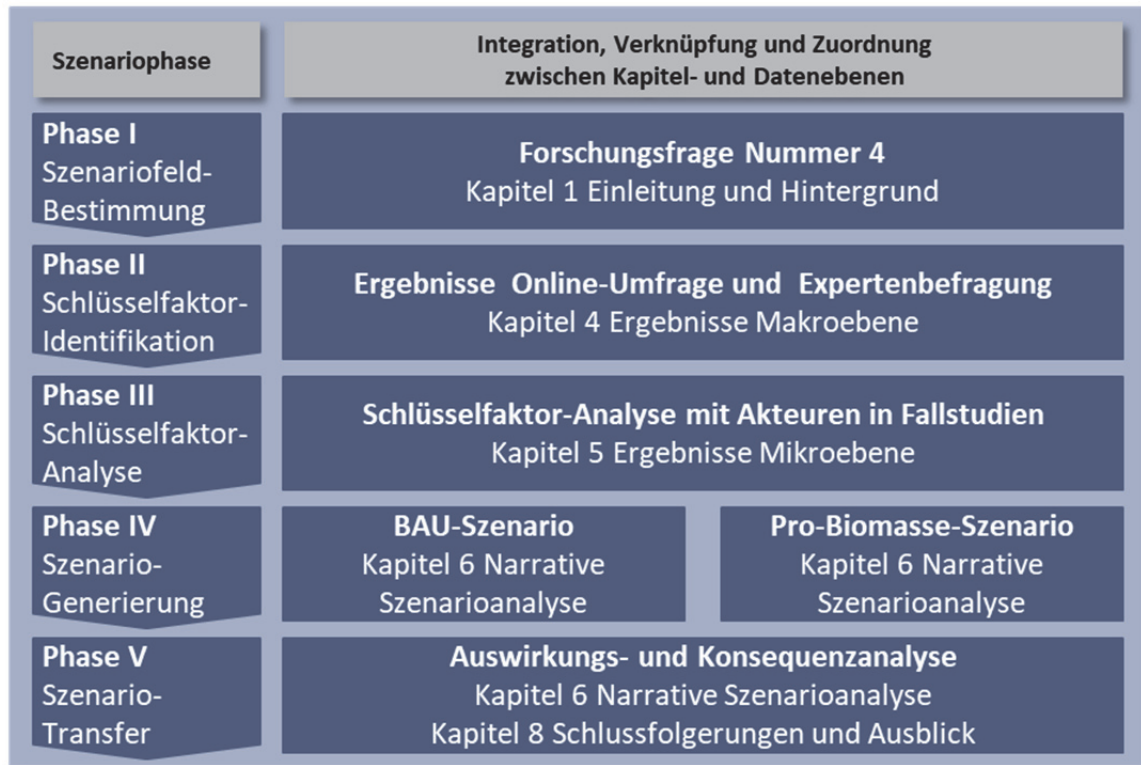 Szenariophase
Integration, Verknüpfung und Zuordnung
zwischen Kapitel- und Datenebenen
Phase I
Szenariofeld-
Bestimmung
Forschungsfrage Nummer 4
Kapitel 1 Einleitung und Hintergrund
Phase II
Schlüsselfaktor-
Identifikation
Ergebnisse Online-Umfrage und Expertenbefragung
Kapitel 4 Ergebnisse Makroebene
Phase III
Schlüsselfaktor-
Analyse
Schlüsselfaktor-Analyse mit Akteuren in Fallstudien
Kapitel 5 Ergebnisse Mikroebene
Phase IV
Szenario-
Generierung
BAU-Szenario
Kapitel 6 Narrative
Szenarioanalyse
Pro-Biomasse-Szenario
Kapitel 6 Narrative
Szenarioanalyse
Phase V
Szenario-
Transfer
Auswirkungs- und Konsequenzanalyse
Kapitel 6 Narrative Szenarioanalyse
Kapitel 8 Schlussfolgerungen und Ausblick